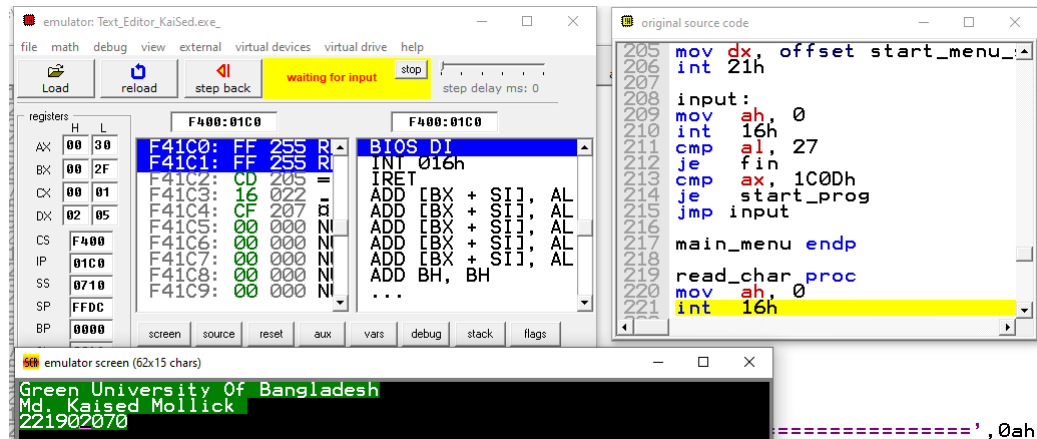 emulator: Text_Editor_KaiSed.exe_
file math debug view external virtual devices virtual drive help
Load reload step back waiting for input stop step delay ms: 0
registers F400:01C0 F400:01C0
H L
AX 00 30
BX 00 2F
CX 00 01
DX 02 05
CS F400
IP 01C0
SS 0710
SP FFDC
BP 0000
F41C0: FF 255 R
F41C1: FF 255 R
F41C2: CD 205 =
F41C3: 16 022 _
F41C4: CF 207 ¤
F41C5: 00 000 NU
F41C6: 00 000 NU
F41C7: 00 000 NU
F41C8: 00 000 NU
F41C9: 00 000 NU
BIOS DI
INT 016h
IRET
ADD [BX + SI], AL
ADD [BX + SI], AL
ADD [BX + SI], AL
ADD [BX + SI], AL
ADD [BX + SI], AL
ADD BH, BH
...
screen source reset aux vars debug stack flags
original source code
205 mov dx, offset start_menu_s
206 int 21h
207
208 input:
209 mov ah, 0
210 int 16h
211 cmp al, 27
212 je fin
213 cmp ax, 1C0Dh
214 je start_prog
215 jmp input
216
217 main_menu endp
218
219 read_char proc
220 mov ah, 0
221 int 16h
emulator screen (62x15 chars)
Green University Of Bangladesh
Md. Kaised Mollick
221902070
===============',0ah